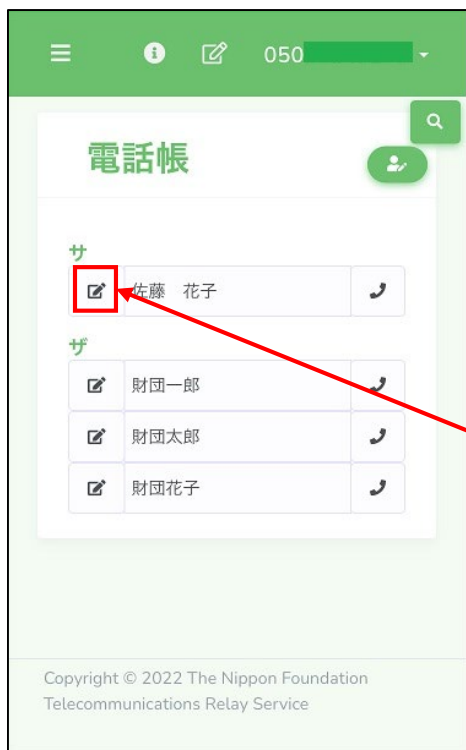 050
電話帳
サ
佐藤　花子
ザ
財団一郎
財団太郎
財団花子
Copyright © 2022 The Nippon Foundation
Telecommunications Relay Service